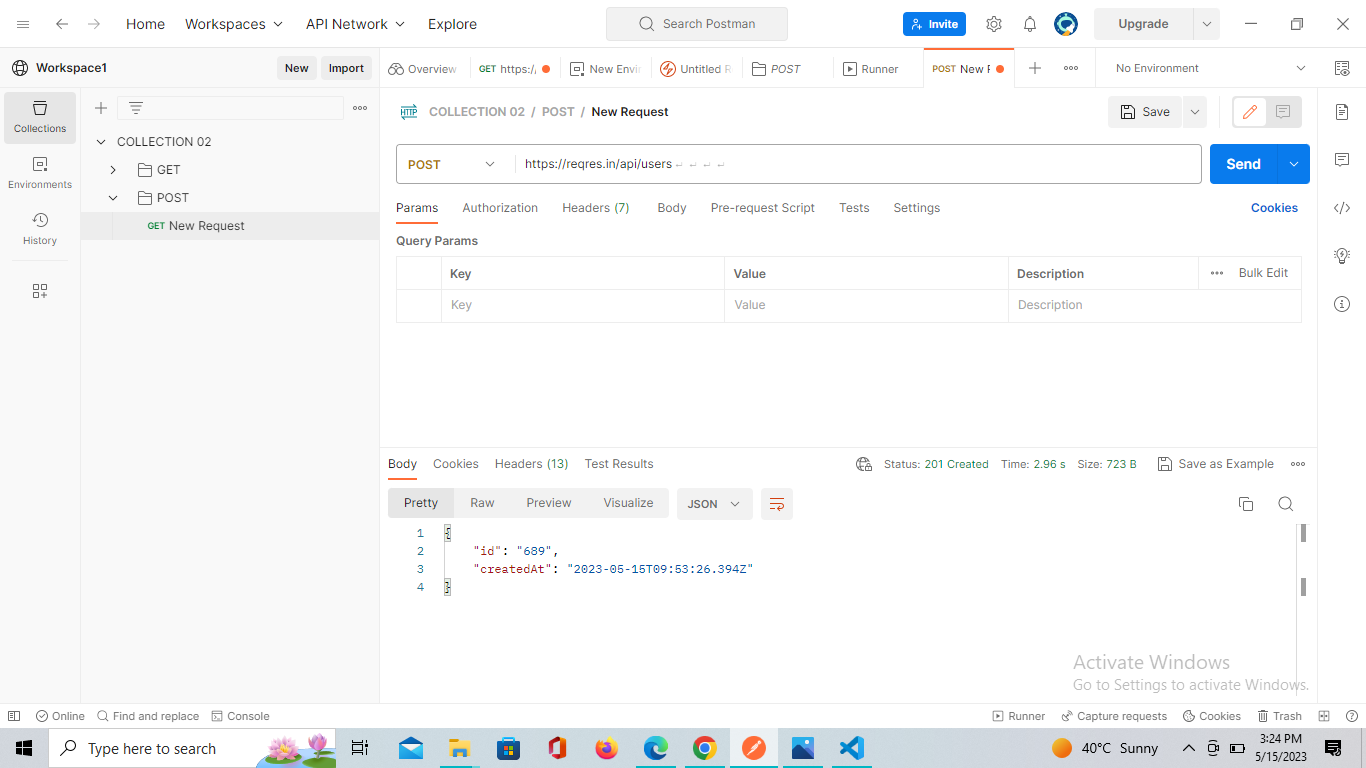 Home Workspaces API Network Explore Search Postman Invite Upgrade
Workspace1 New Import Overview GET https:/ New Envir Untitled R POST Runner POST New R No Environment
Collections
Environments
History
COLLECTION 02
GET
POST
GET New Request
HTTP COLLECTION 02 / POST / New Request Save
POST https://reqres.in/api/users Send
Params Authorization Headers (7) Body Pre-request Script Tests Settings Cookies
Query Params
Key Value Description Bulk Edit
Key Value Description
Body Cookies Headers (13) Test Results Status: 201 Created Time: 2.96 s Size: 723 B Save as Example
Pretty Raw Preview Visualize JSON
1 {
2 "id": "689",
3 "createdAt": "2023-05-15T09:53:26.394Z"
4 }
Activate Windows
Go to Settings to activate Windows.
Online Find and replace Console Runner Capture requests Cookies Trash
Type here to search 40°C Sunny 3:24 PM
5/15/2023